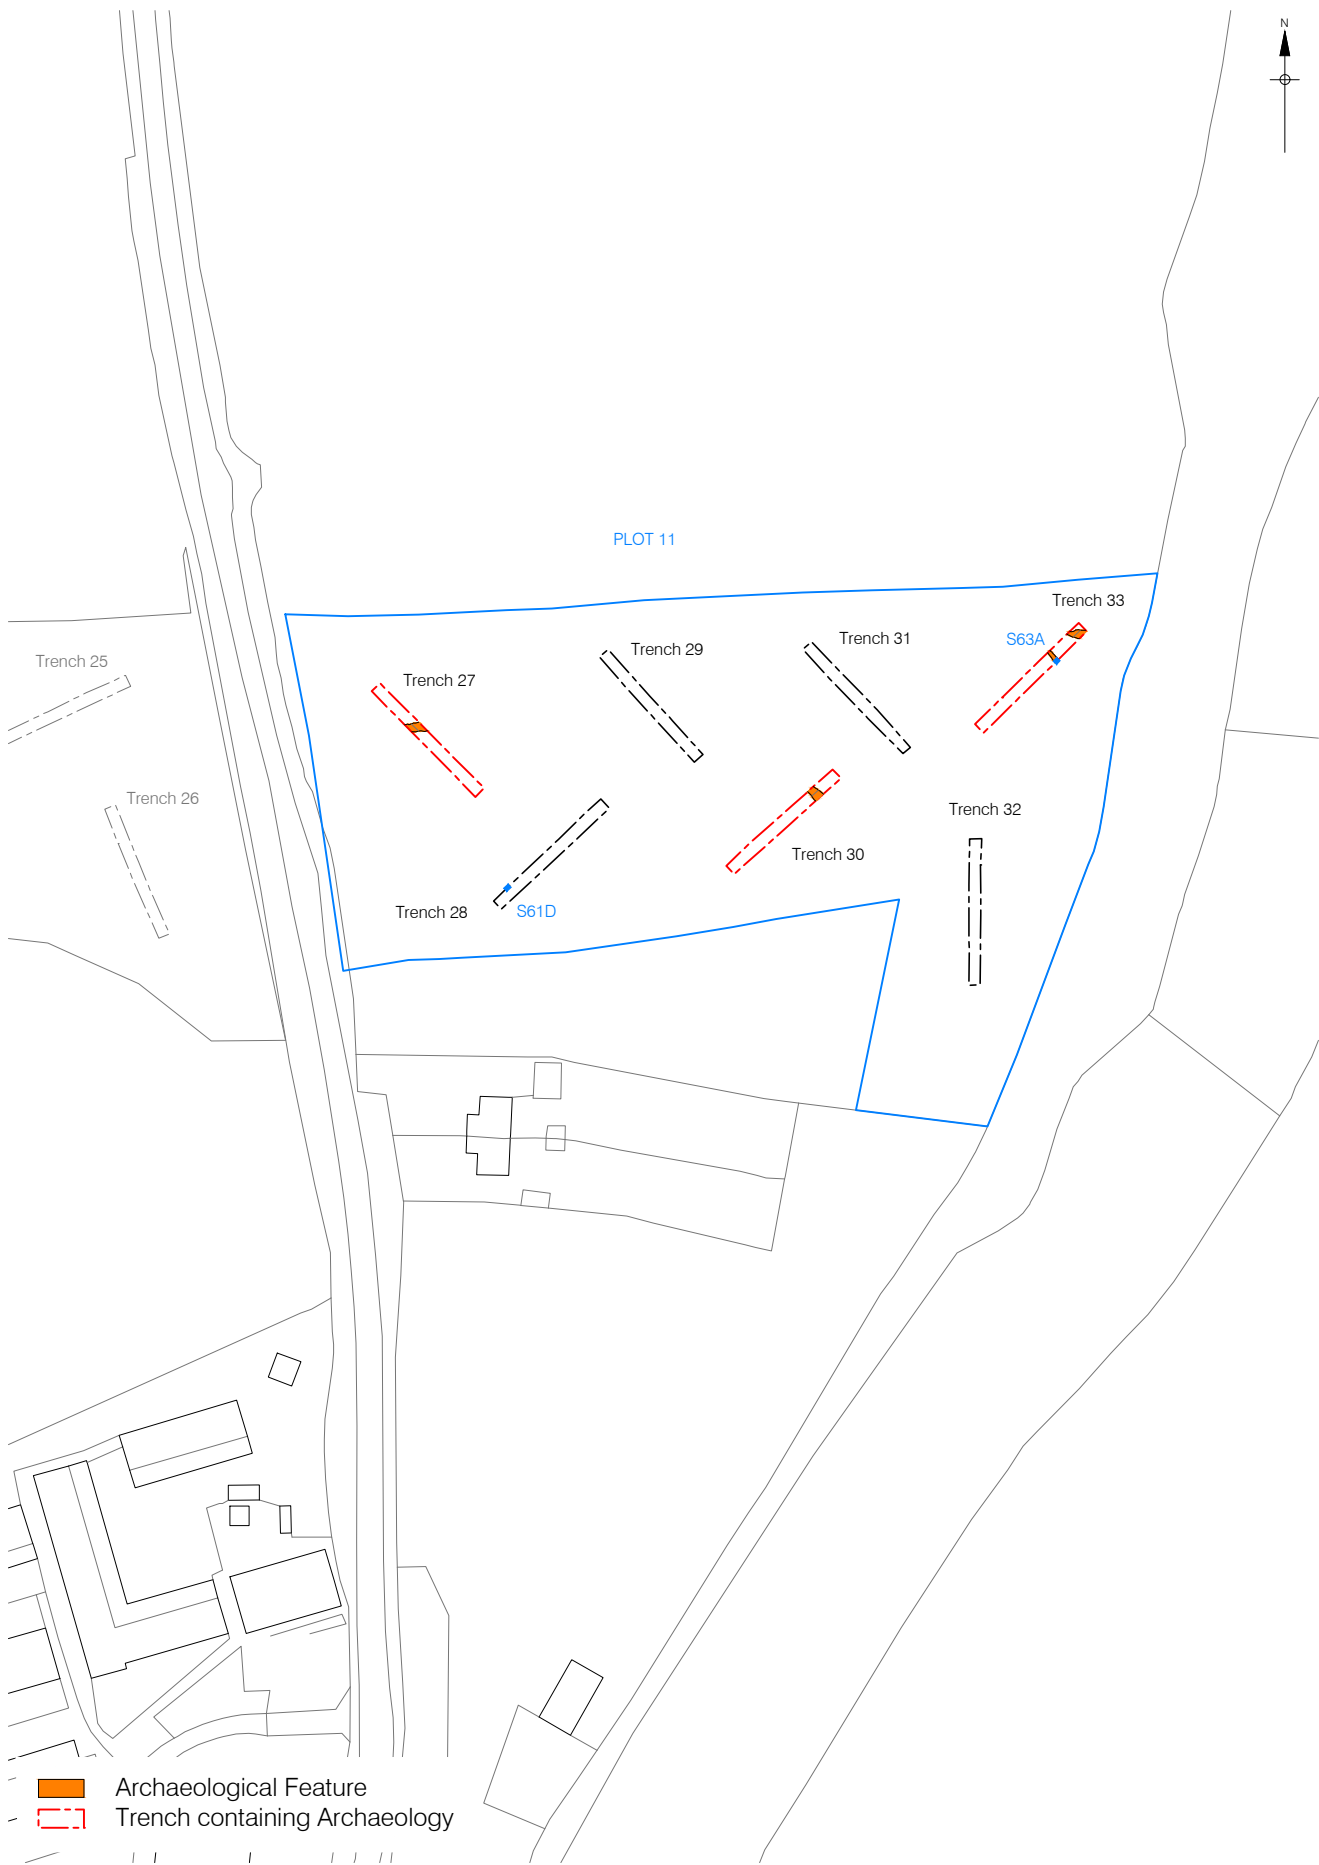 N
PLOT 11
Trench 33
S63A
Trench 31
Trench 29
Trench 25
Trench 27
Trench 26
Trench 32
Trench 30
Trench 28
S61D
Archaeological Feature
Trench containing Archaeology